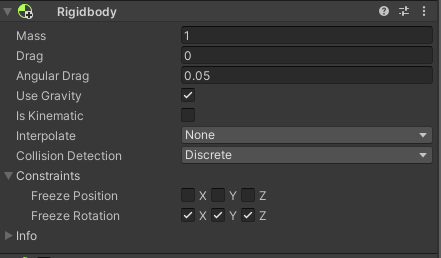 Rigidbody
Mass 1
Drag 0
Angular Drag 0.05
Use Gravity
Is Kinematic
Interpolate None
Collision Detection Discrete
Constraints
Freeze Position X Y Z
Freeze Rotation X Y Z
Info